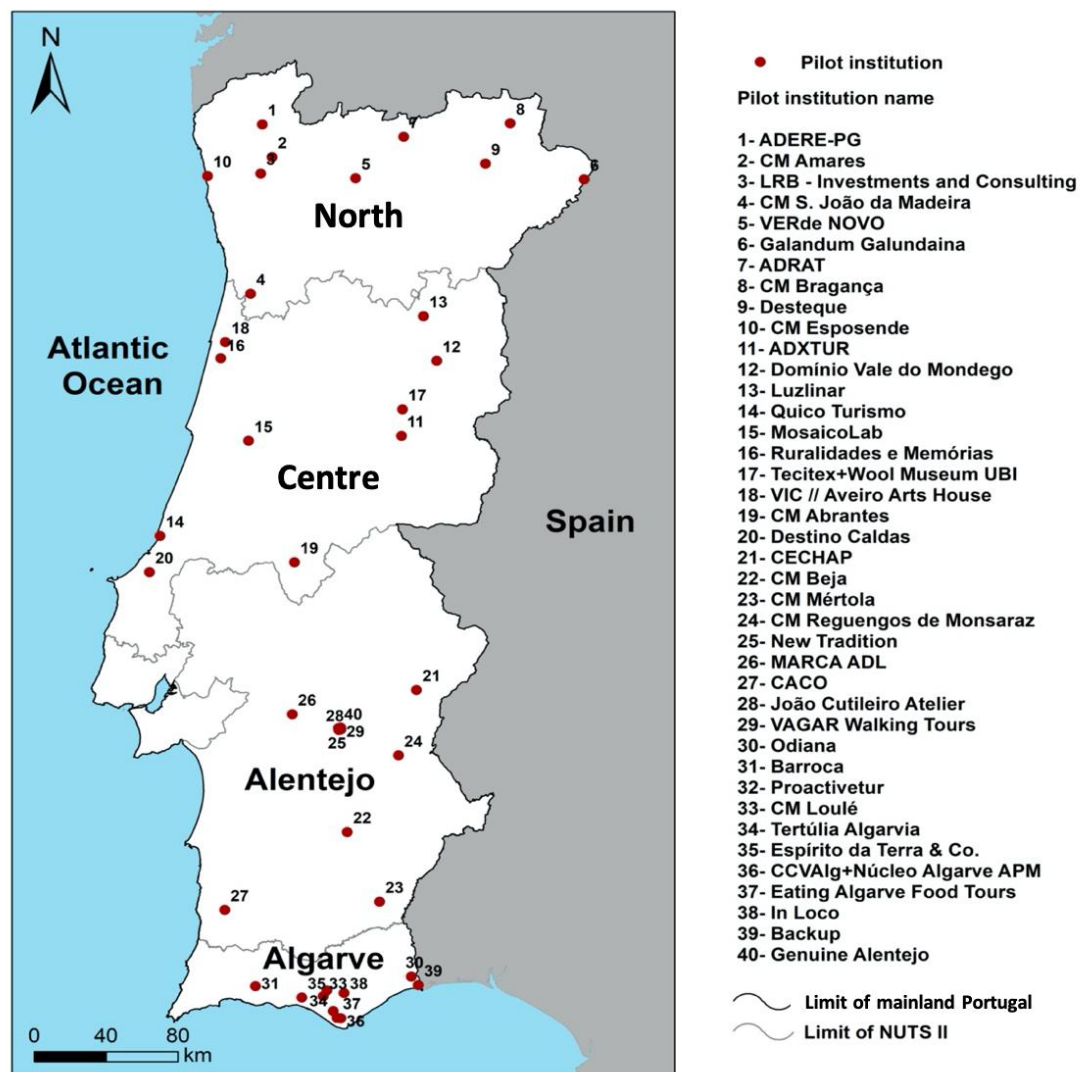 N
1
2
3
4
5
6
7
8
9
10
North
13
18
16
12
17
11
15
Centre
14
20
19
Atlantic
Ocean
Spain
21
26
28 40
29
25
24
Alentejo
22
27
23
Algarve
30
39
31
35 33 38
34
37
36
0 40 80
km
Pilot institution
Pilot institution name
1- ADERE-PG
2- CM Amares
3- LRB - Investments and Consulting
4- CM S. João da Madeira
5- VERde NOVO
6- Galandum Galundaina
7- ADRAT
8- CM Bragança
9- Desteque
10- CM Esposende
11- ADXTUR
12- Domínio Vale do Mondego
13- Luzlinar
14- Quico Turismo
15- MosaicoLab
16- Ruralidades e Memórias
17- Tecitex+Wool Museum UBI
18- VIC // Aveiro Arts House
19- CM Abrantes
20- Destino Caldas
21- CECHAP
22- CM Beja
23- CM Mértola
24- CM Reguengos de Monsaraz
25- New Tradition
26- MARCA ADL
27- CACO
28- João Cutileiro Atelier
29- VAGAR Walking Tours
30- Odiana
31- Barroca
32- Proactivetur
33- CM Loulé
34- Tertúlia Algarvia
35- Espírito da Terra & Co.
36- CCVAlg+Núcleo Algarve APM
37- Eating Algarve Food Tours
38- In Loco
39- Backup
40- Genuine Alentejo
Limit of mainland Portugal
Limit of NUTS II